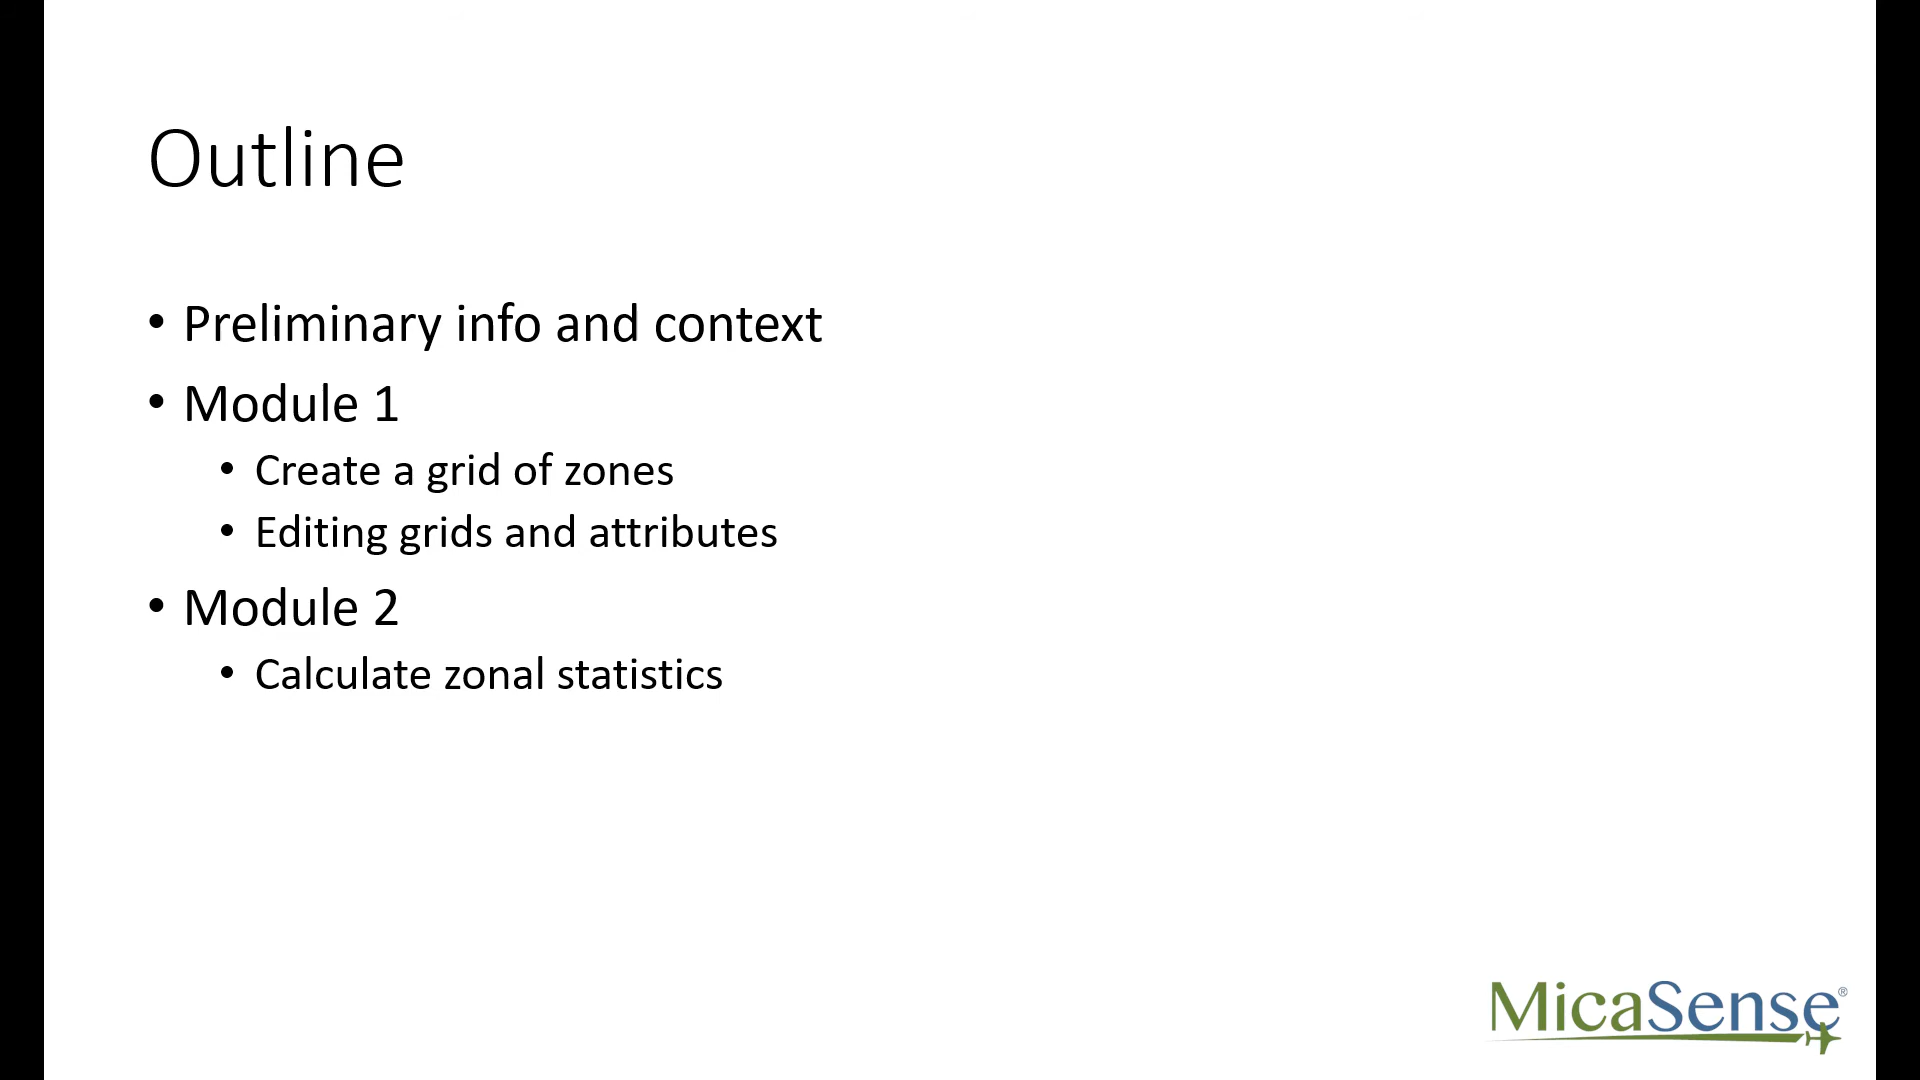 Outline
• Preliminary info and context
• Module 1
• Create a grid of zones
• Editing grids and attributes
• Module 2
• Calculate zonal statistics
MicaSense®